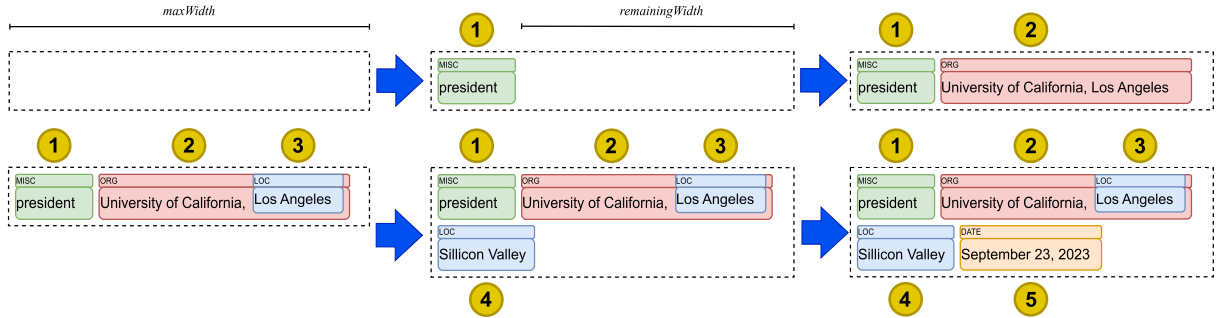 maxWidth
remainingWidth
1
MISC
president
1 2
MISC ORG
president University of California, Los Angeles
1 2 3
MISC ORG LOC
president University of California, Los Angeles
1 2 3
MISC ORG LOC
president University of California, Los Angeles
LOC
Sillicon Valley
4
1 2 3
MISC ORG LOC
president University of California, Los Angeles
LOC DATE
Sillicon Valley September 23, 2023
4 5